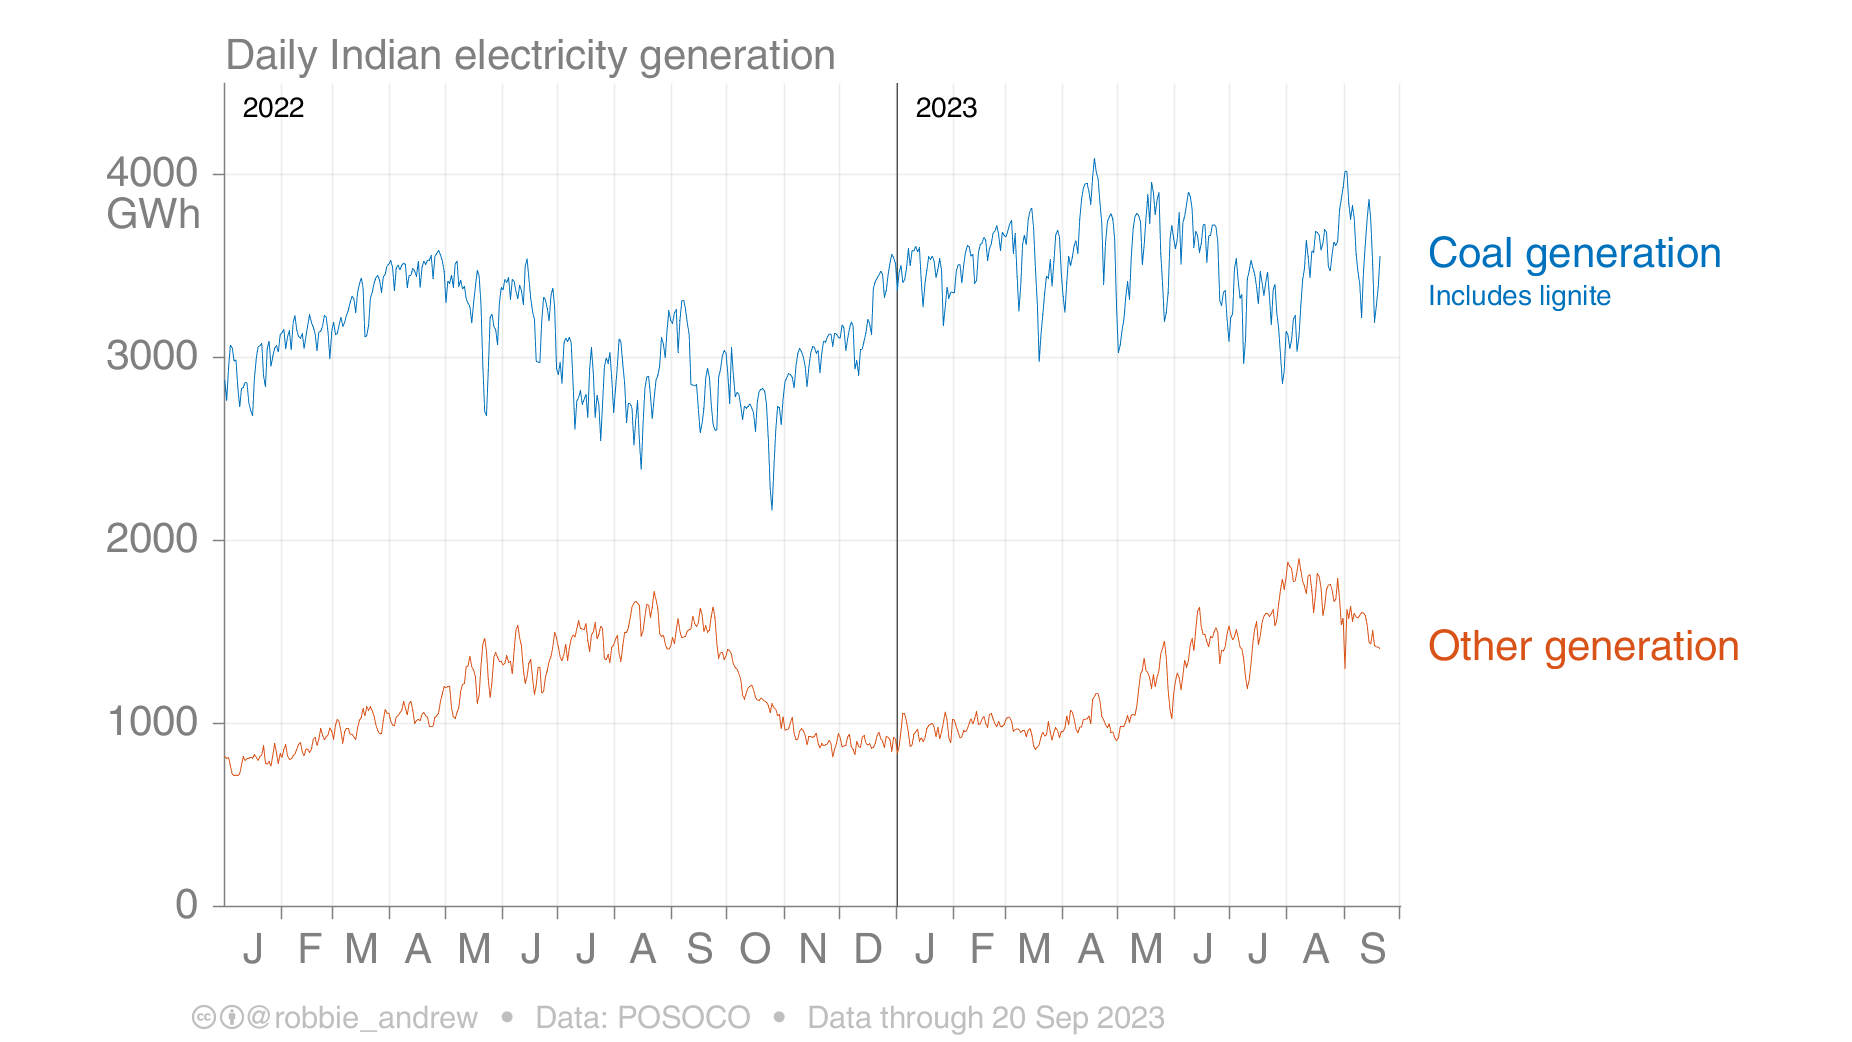 Daily Indian electricity generation
2022
2023
4000
GWh
3000
2000
1000
0
Coal generation
Includes lignite
Other generation
J F M A M J J A S O N D J F M A M J J A S
cc @robbie_andrew • Data: POSOCO • Data through 20 Sep 2023